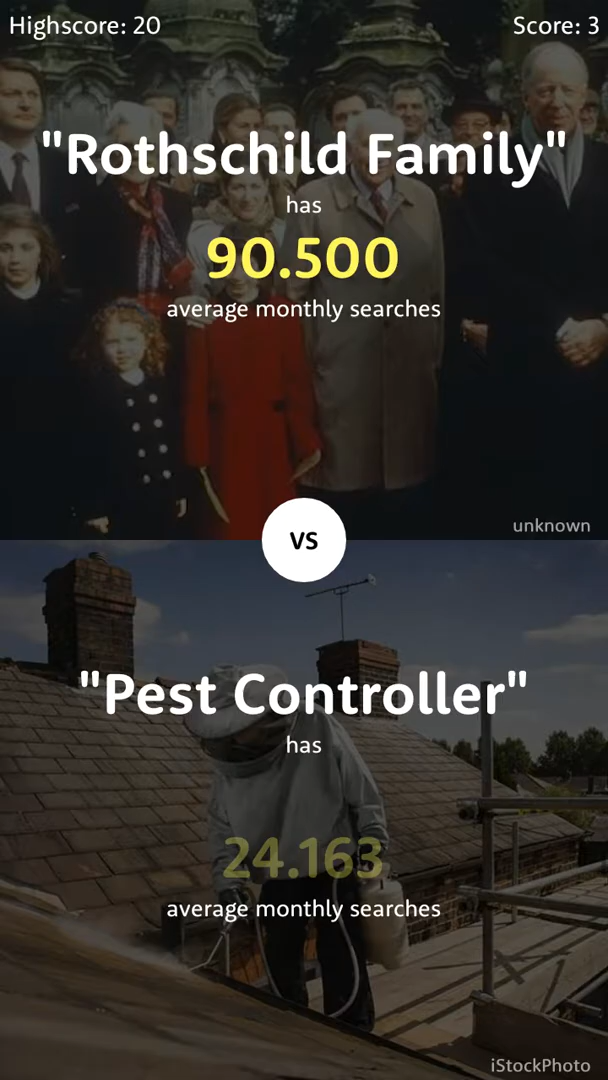 Highscore: 20
Score: 3
"Rothschild Family"
has
90.500
average monthly searches
unknown
VS
"Pest Controller"
has
24.163
average monthly searches
iStockPhoto